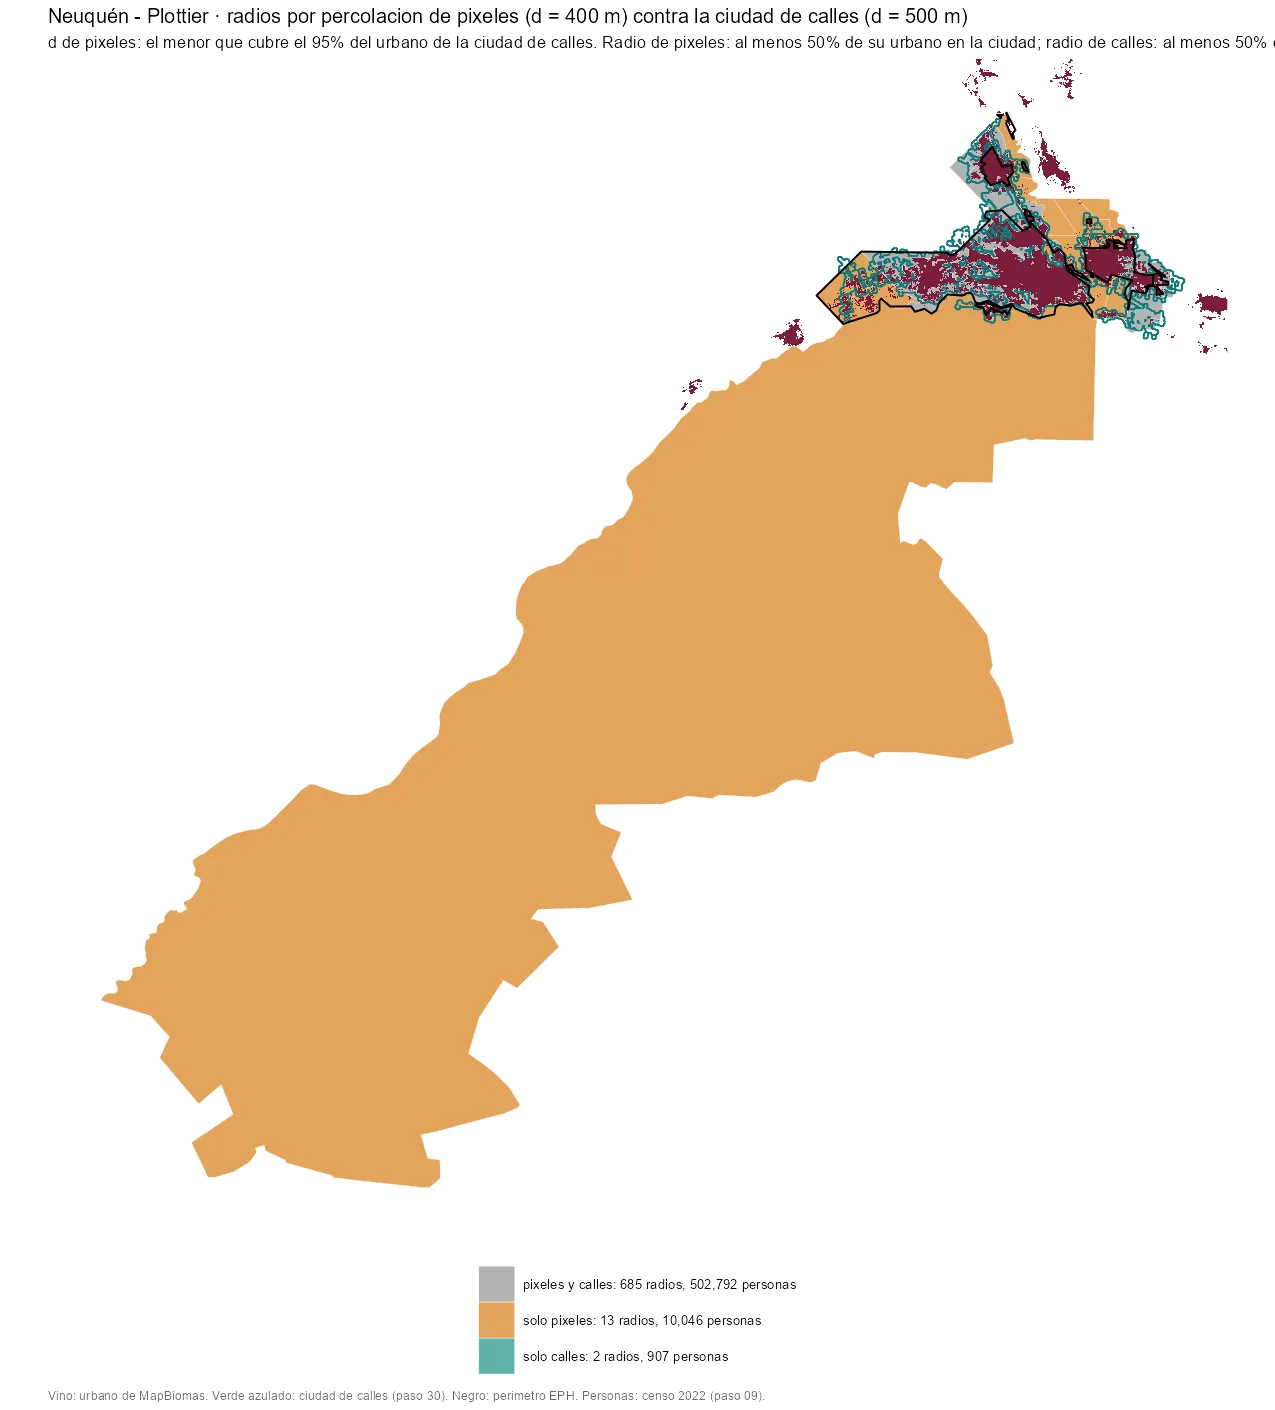 Neuquén - Plottier · radios por percolacion de pixeles (d = 400 m) contra la ciudad de calles (d = 500 m)
d de pixeles: el menor que cubre el 95% del urbano de la ciudad de calles. Radio de pixeles: al menos 50% de su urbano en la ciudad; radio de calles: al menos 50%
pixeles y calles: 685 radios, 502,792 personas
solo pixeles: 13 radios, 10,046 personas
solo calles: 2 radios, 907 personas
Vino: urbano de MapBiomas. Verde azulado: ciudad de calles (paso 30). Negro: perimetro EPH. Personas: censo 2022 (paso 09).